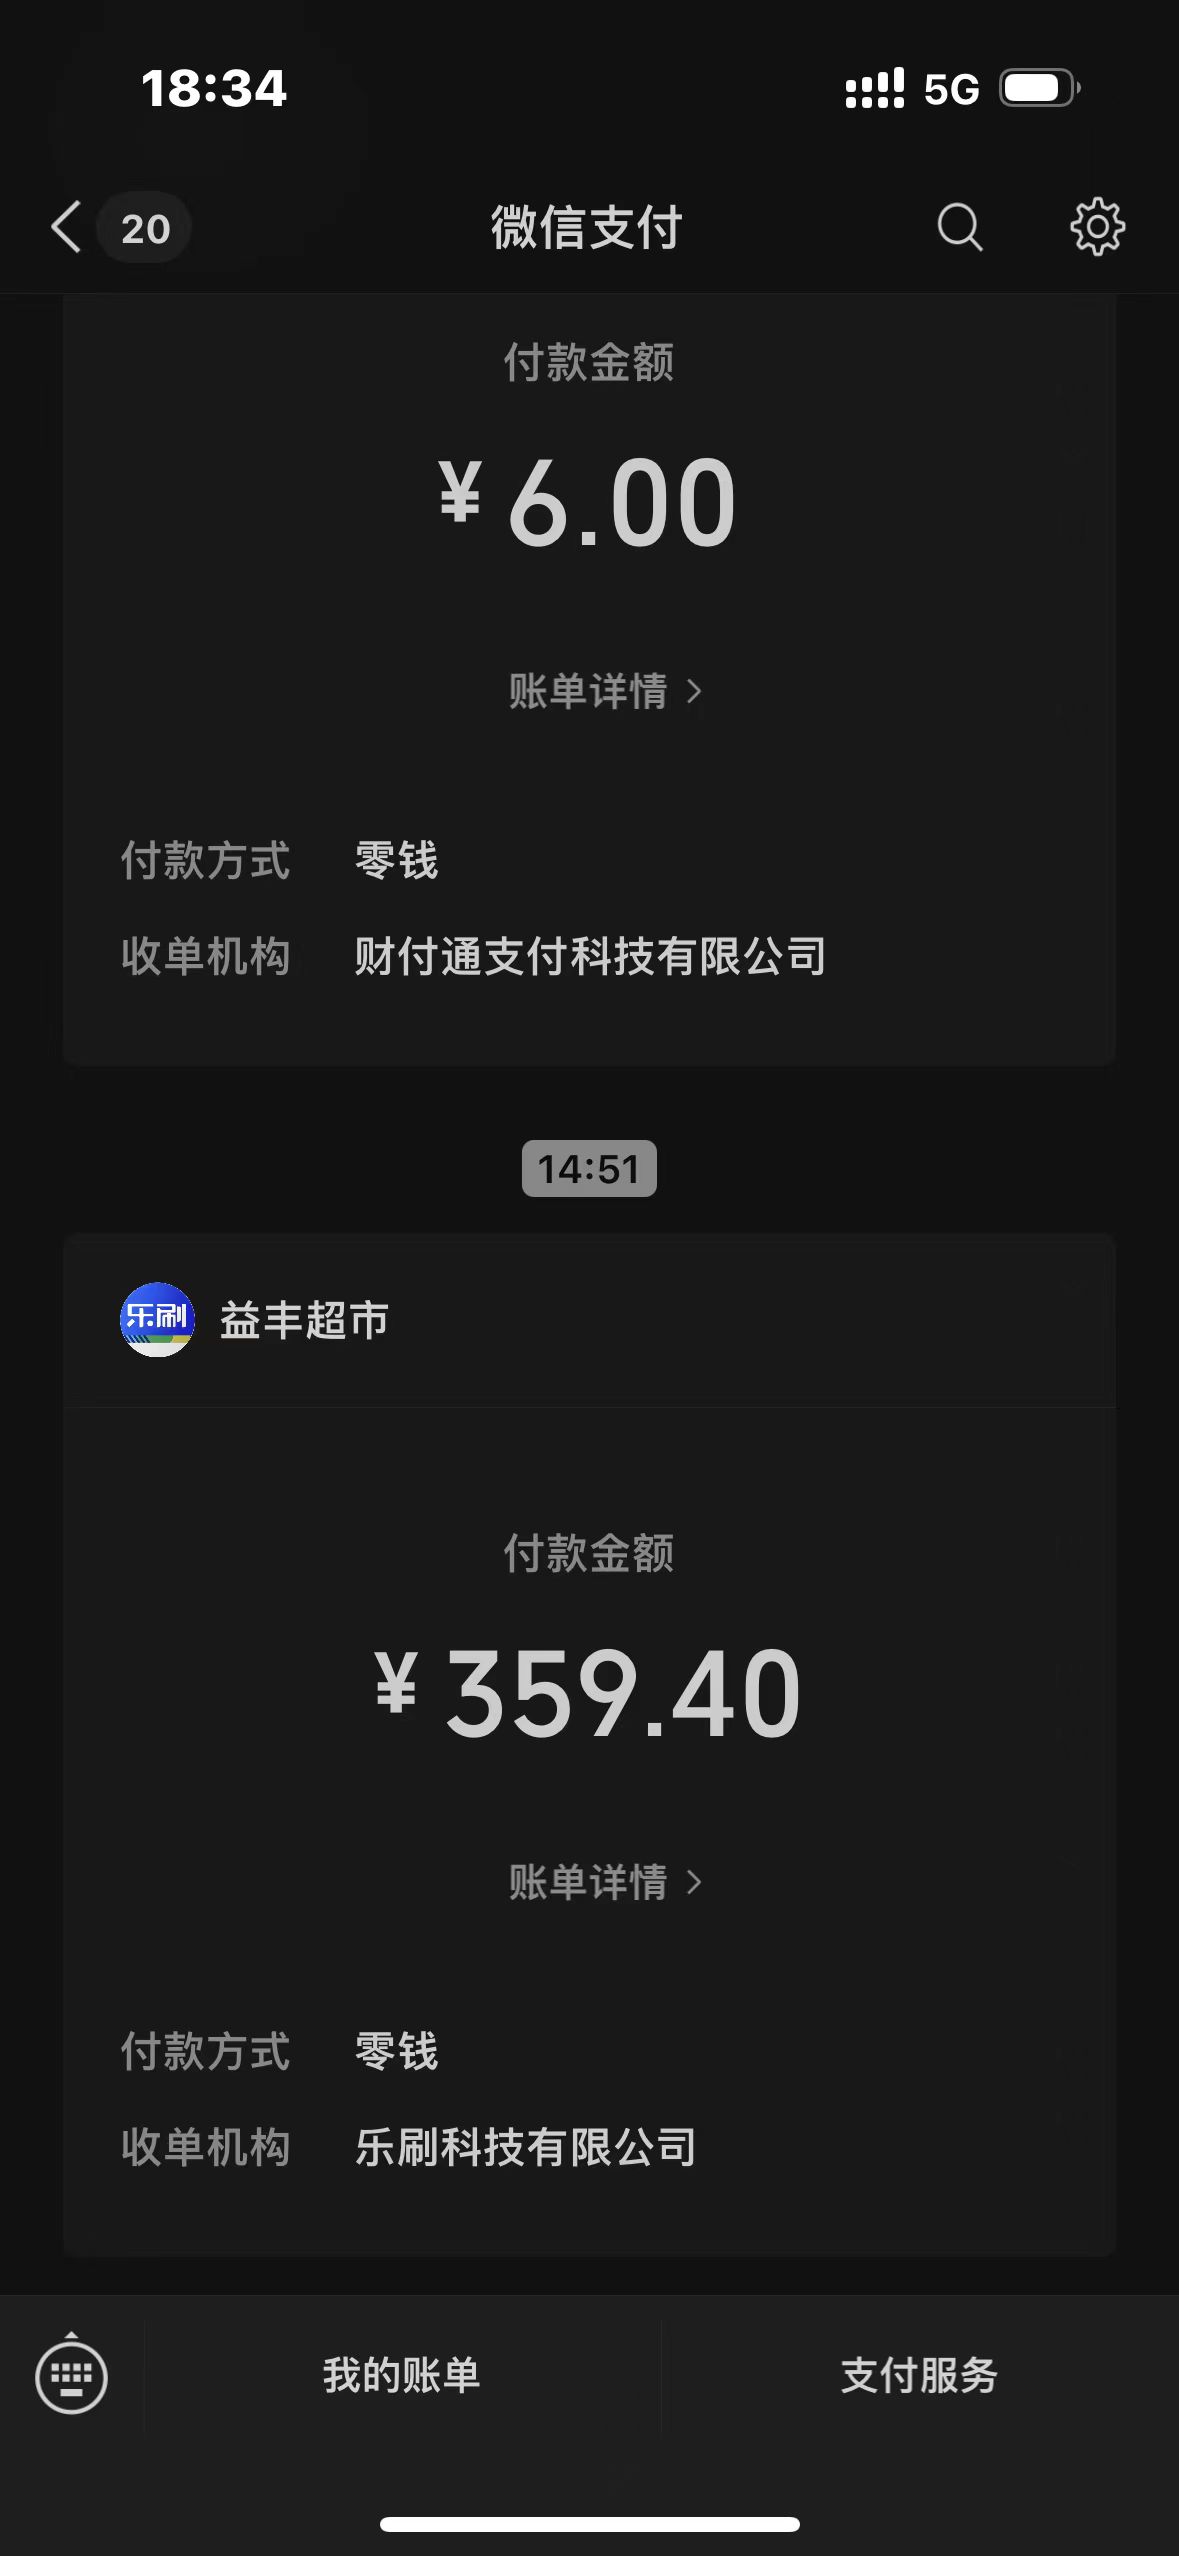 18:34
5G
20
微信支付
付款金额
¥6.00
账单详情
付款方式 零钱
收单机构 财付通支付科技有限公司
14:51
乐刷
益丰超市
付款金额
¥359.40
账单详情
付款方式 零钱
收单机构 乐刷科技有限公司
我的账单
支付服务